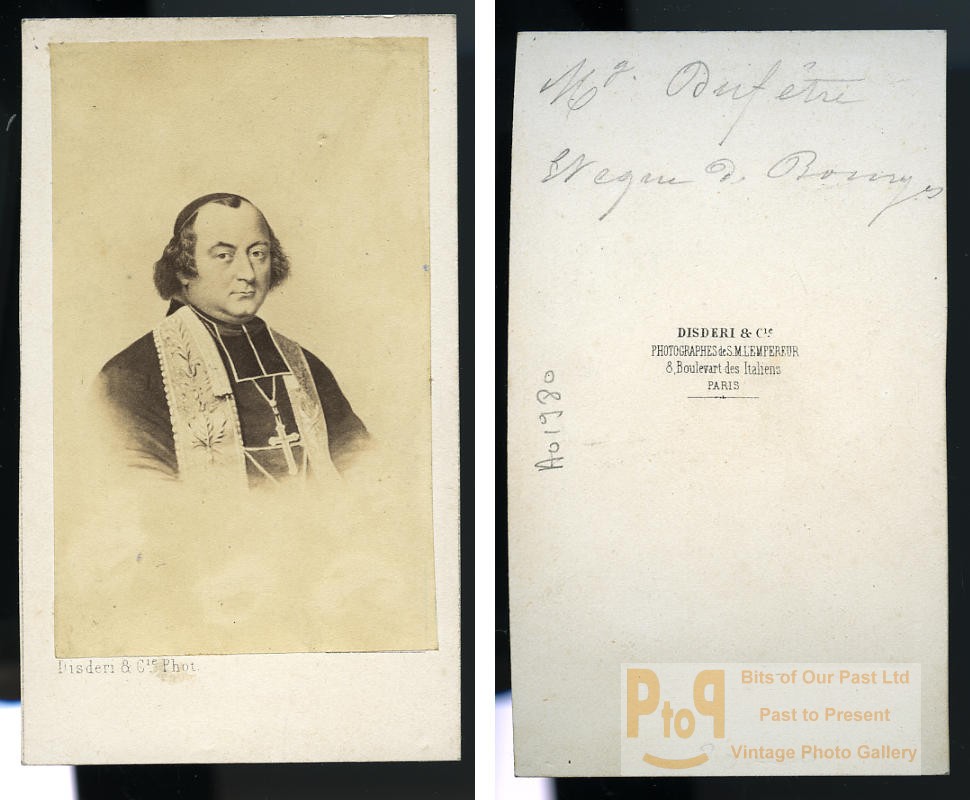 Disderi & Cie Phot.
Mgr. Dufêtre
Evêque de Bourges
DISDERI & Cie
PHOTOGRAPHES de S.M. L'EMPEREUR
8, Boulevart des Italiens
PARIS
Ao1980
PtoP
Bits of Our Past Ltd
Past to Present
Vintage Photo Gallery